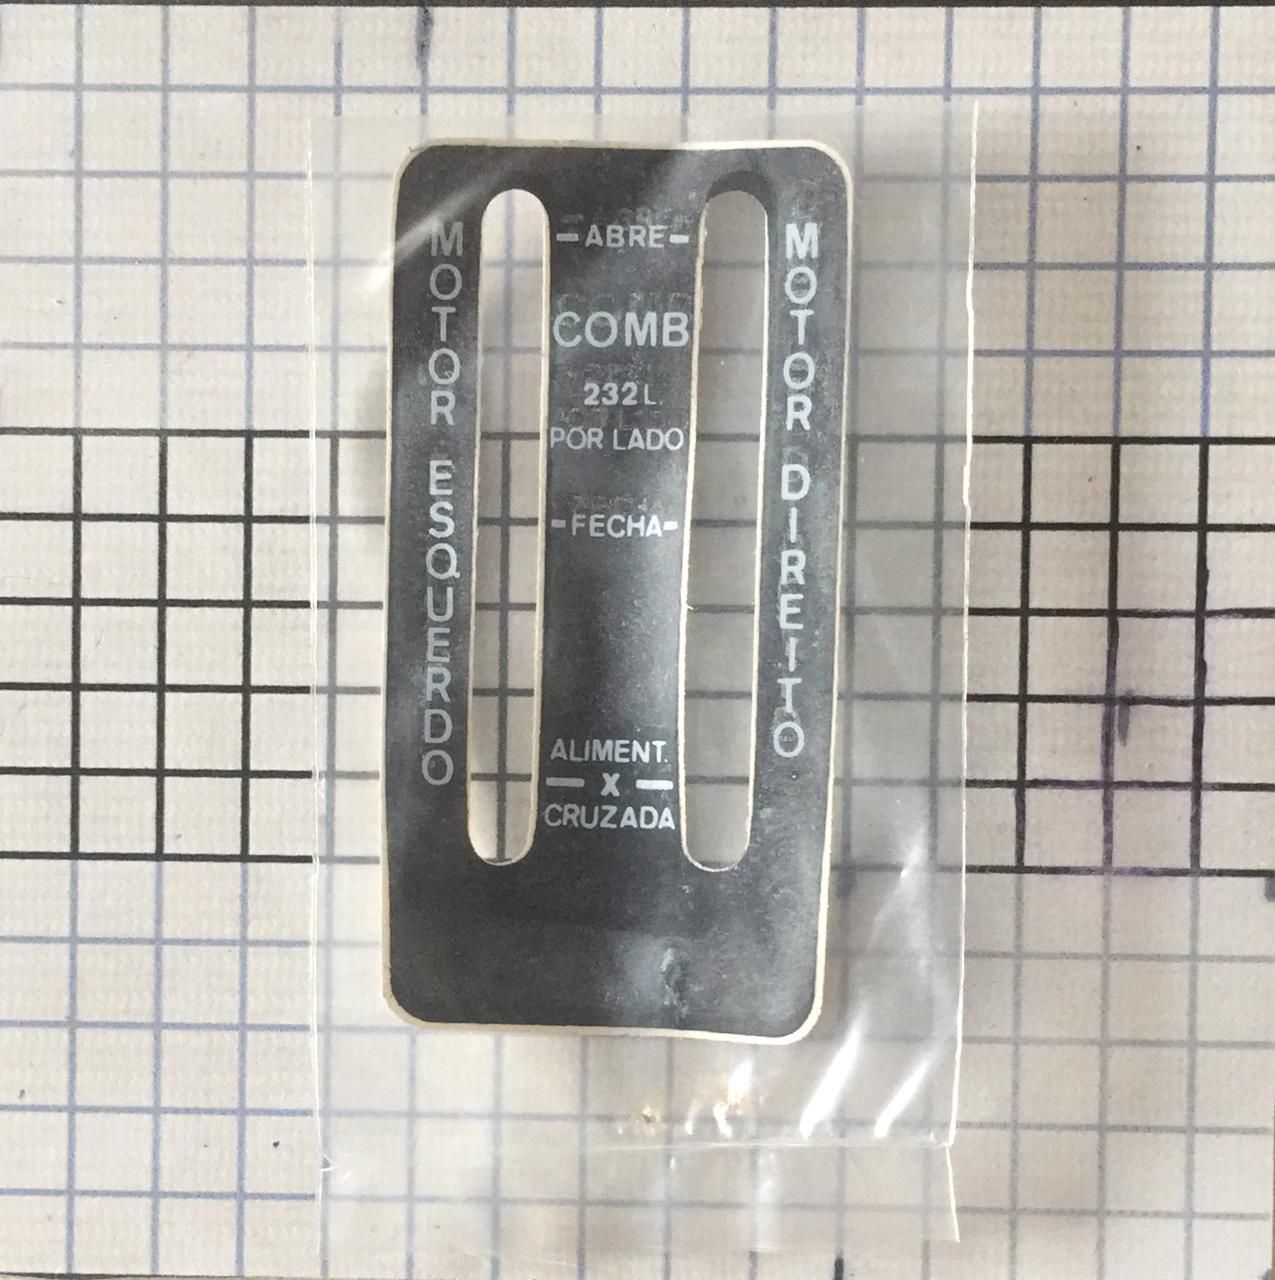 MOTOR ESQUERDO
-ABRE-
COMB
232L.
POR LADO
-FECHA-
ALIMENT.
- X -
CRUZADA
MOTOR DIREITO